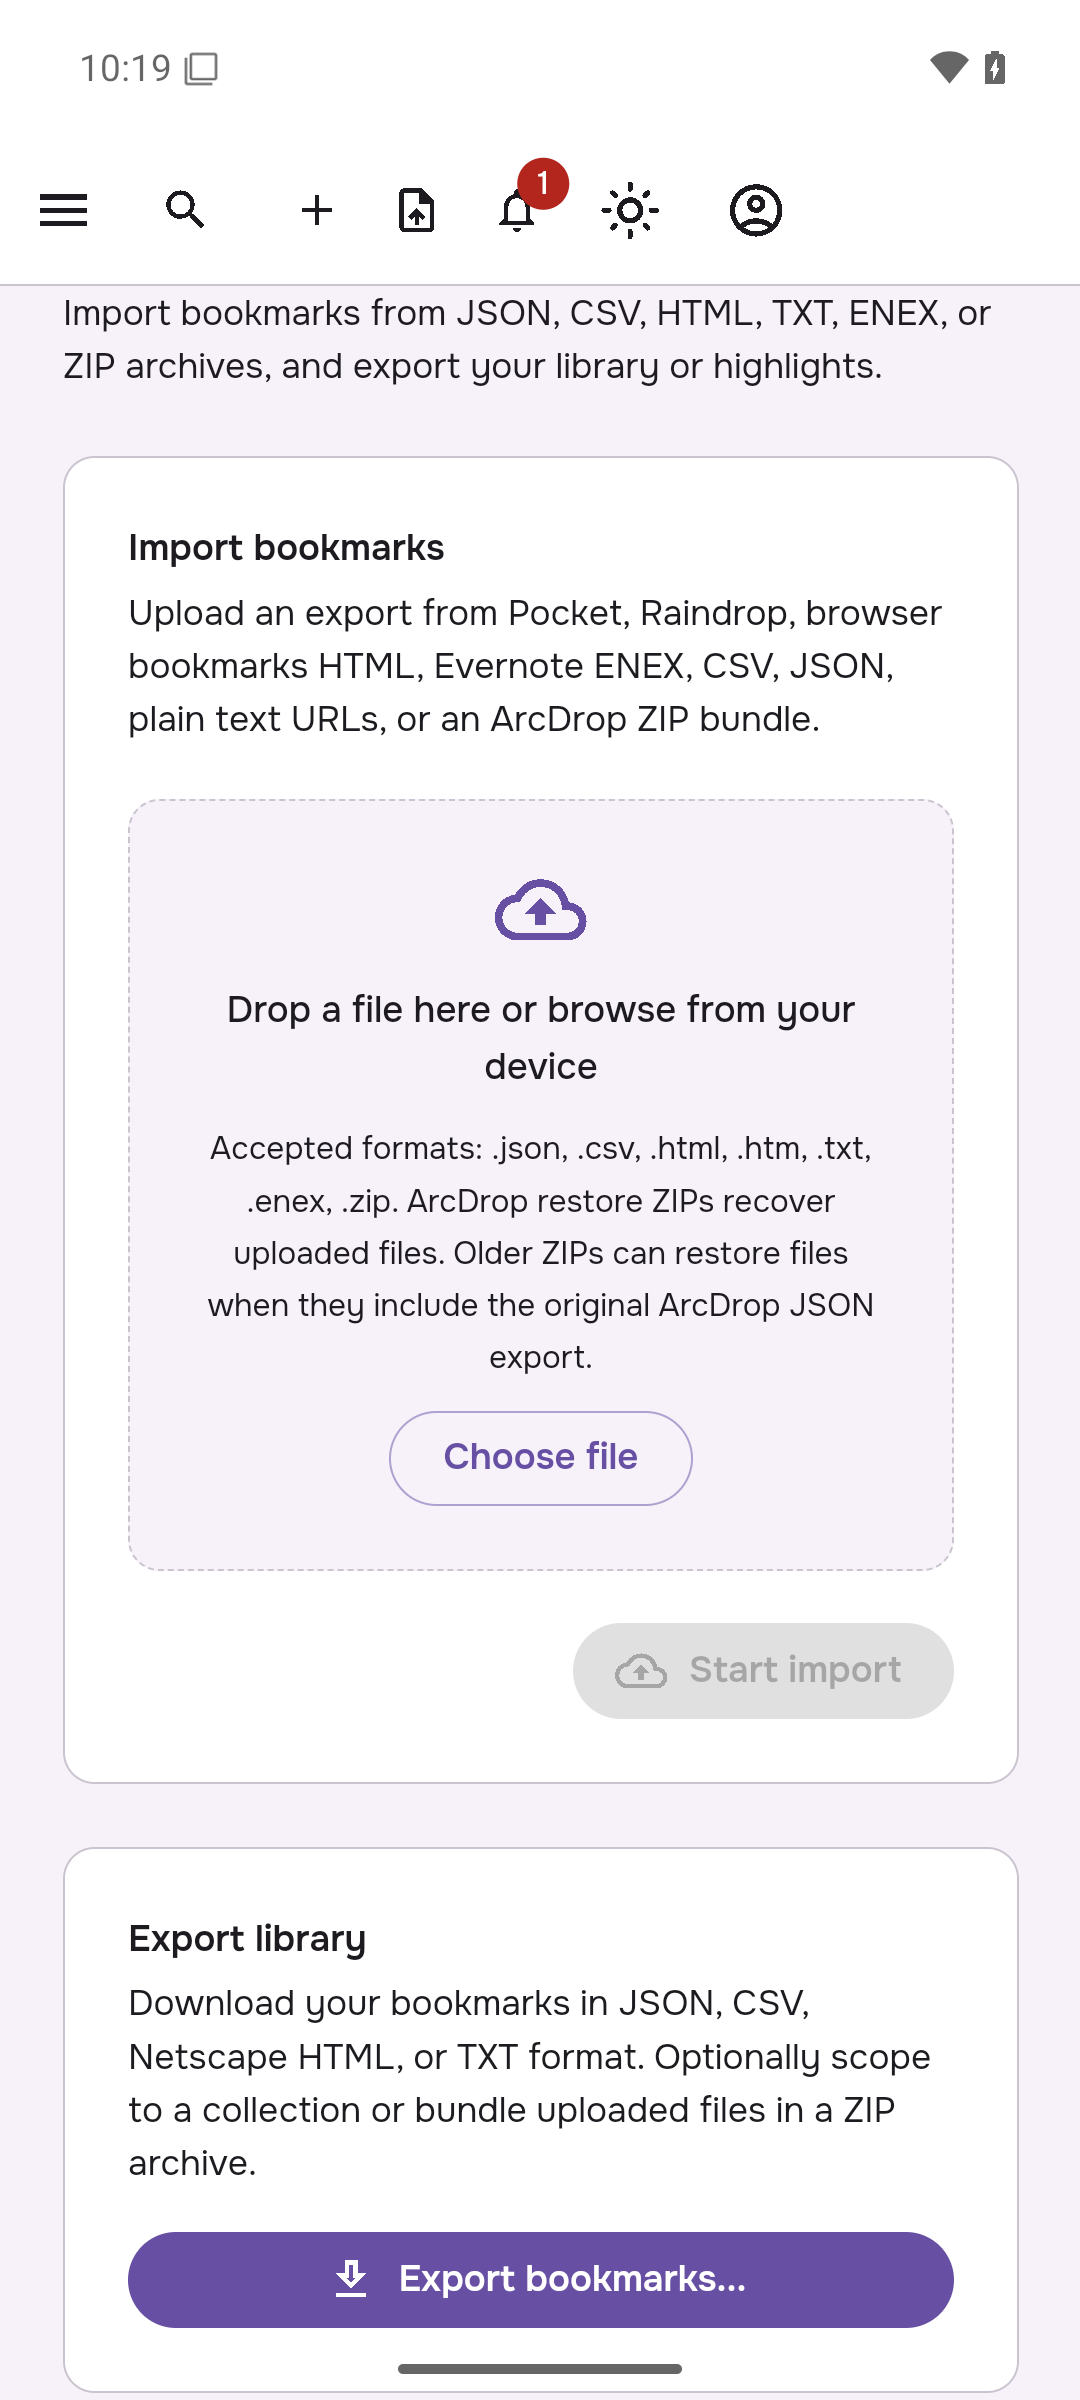 10:19
1
Import bookmarks from JSON, CSV, HTML, TXT, ENEX, or
ZIP archives, and export your library or highlights.
Import bookmarks
Upload an export from Pocket, Raindrop, browser
bookmarks HTML, Evernote ENEX, CSV, JSON,
plain text URLs, or an ArcDrop ZIP bundle.
Drop a file here or browse from your
device
Accepted formats: .json, .csv, .html, .htm, .txt,
.enex, .zip. ArcDrop restore ZIPs recover
uploaded files. Older ZIPs can restore files
when they include the original ArcDrop JSON
export.
Choose file
Start import
Export library
Download your bookmarks in JSON, CSV,
Netscape HTML, or TXT format. Optionally scope
to a collection or bundle uploaded files in a ZIP
archive.
Export bookmarks...